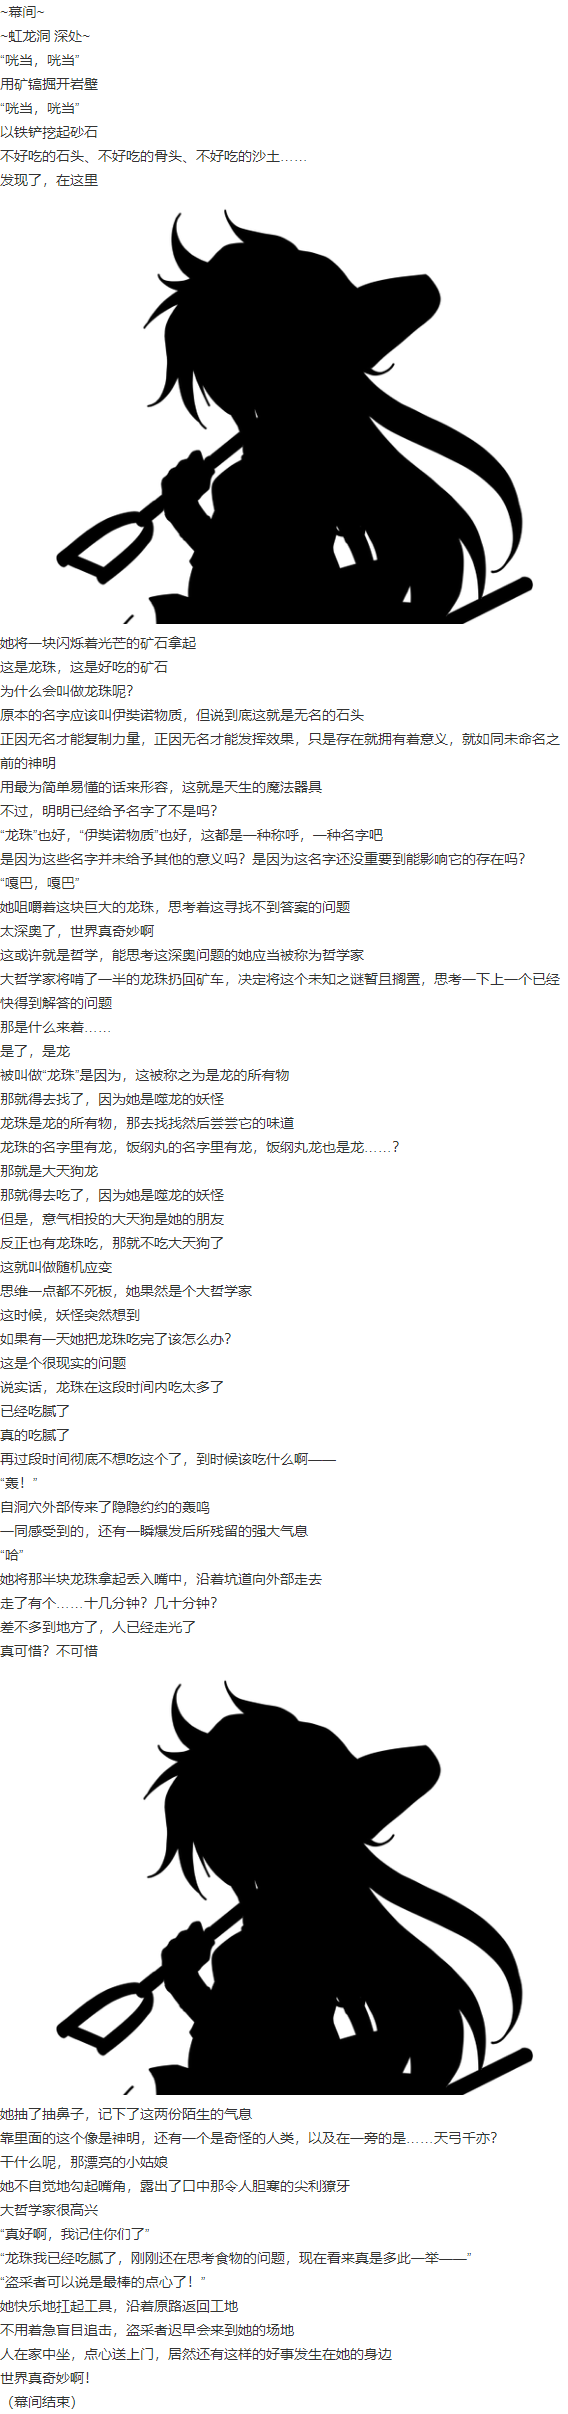 ~幕间~
~虹龙洞 深处~
“咣当，咣当”
用矿镐掘开岩壁
“咣当，咣当”
以铁铲挖起砂石
不好吃的石头、不好吃的骨头、不好吃的沙土……
发现了，在这里
她将一块闪烁着光芒的矿石拿起
这是龙珠，这是好吃的矿石
为什么会叫做龙珠呢？
原本的名字应该叫伊奘诺物质，但说到底这就是无名的石头
正因无名才能复制力量，正因无名才能发挥效果，只是存在就拥有着意义，就如同未命名之
前的神明
用最为简单易懂的话来形容，这就是天生的魔法器具
不过，明明已经给予名字了不是吗？
“龙珠”也好，“伊奘诺物质”也好，这都是一种称呼，一种名字吧
是因为这些名字并未给予其他的意义吗？是因为这名字还没重要到能影响它的存在吗？
“嘎巴，嘎巴”
她咀嚼着这块巨大的龙珠，思考着这寻找不到答案的问题
太深奥了，世界真奇妙啊
这或许就是哲学，能思考这深奥问题的她应当被称为哲学家
大哲学家将啃了一半的龙珠扔回矿车，决定将这个未知之谜暂且搁置，思考一下上一个已经
快得到解答的问题
那是什么来着……
是了，是龙
被叫做“龙珠”是因为，这被称之为是龙的所有物
那就得去找了，因为她是噬龙的妖怪
龙珠是龙的所有物，那去找找然后尝尝它的味道
龙珠的名字里有龙，饭纲丸的名字里有龙，饭纲丸龙也是龙……？
那就是大天狗龙
那就得去吃了，因为她是噬龙的妖怪
但是，意气相投的大天狗是她的朋友
反正也有龙珠吃，那就不吃大天狗了
这就叫做随机应变
思维一点都不死板，她果然是个大哲学家
这时候，妖怪突然想到
如果有一天她把龙珠吃完了该怎么办？
这是个很现实的问题
说实话，龙珠在这段时间内吃太多了
已经吃腻了
真的吃腻了
再过段时间彻底不想吃这个了，到时候该吃什么啊——
“轰！”
自洞穴外部传来了隐隐约约的轰鸣
一同感受到的，还有一瞬爆发后所残留的强大气息
“哈”
她将那半块龙珠拿起丢入嘴中，沿着坑道向外部走去
走了有个……十几分钟？几十分钟？
差不多到地方了，人已经走光了
真可惜？不可惜
她抽了抽鼻子，记下了这两份陌生的气息
靠里面的这个像是神明，还有一个是奇怪的人类，以及在一旁的是……天弓千亦？
干什么呢，那漂亮的小姑娘
她不自觉地勾起嘴角，露出了口中那令人胆寒的尖利獠牙
大哲学家很高兴
“真好啊，我记住你们了”
“龙珠我已经吃腻了，刚刚还在思考食物的问题，现在看来真是多此一举——”
“盗采者可以说是最棒的点心了！”
她快乐地扛起工具，沿着原路返回工地
不用着急盲目追击，盗采者迟早会来到她的场地
人在家中坐，点心送上门，居然还有这样的好事发生在她的身边
世界真奇妙啊！
（幕间结束）